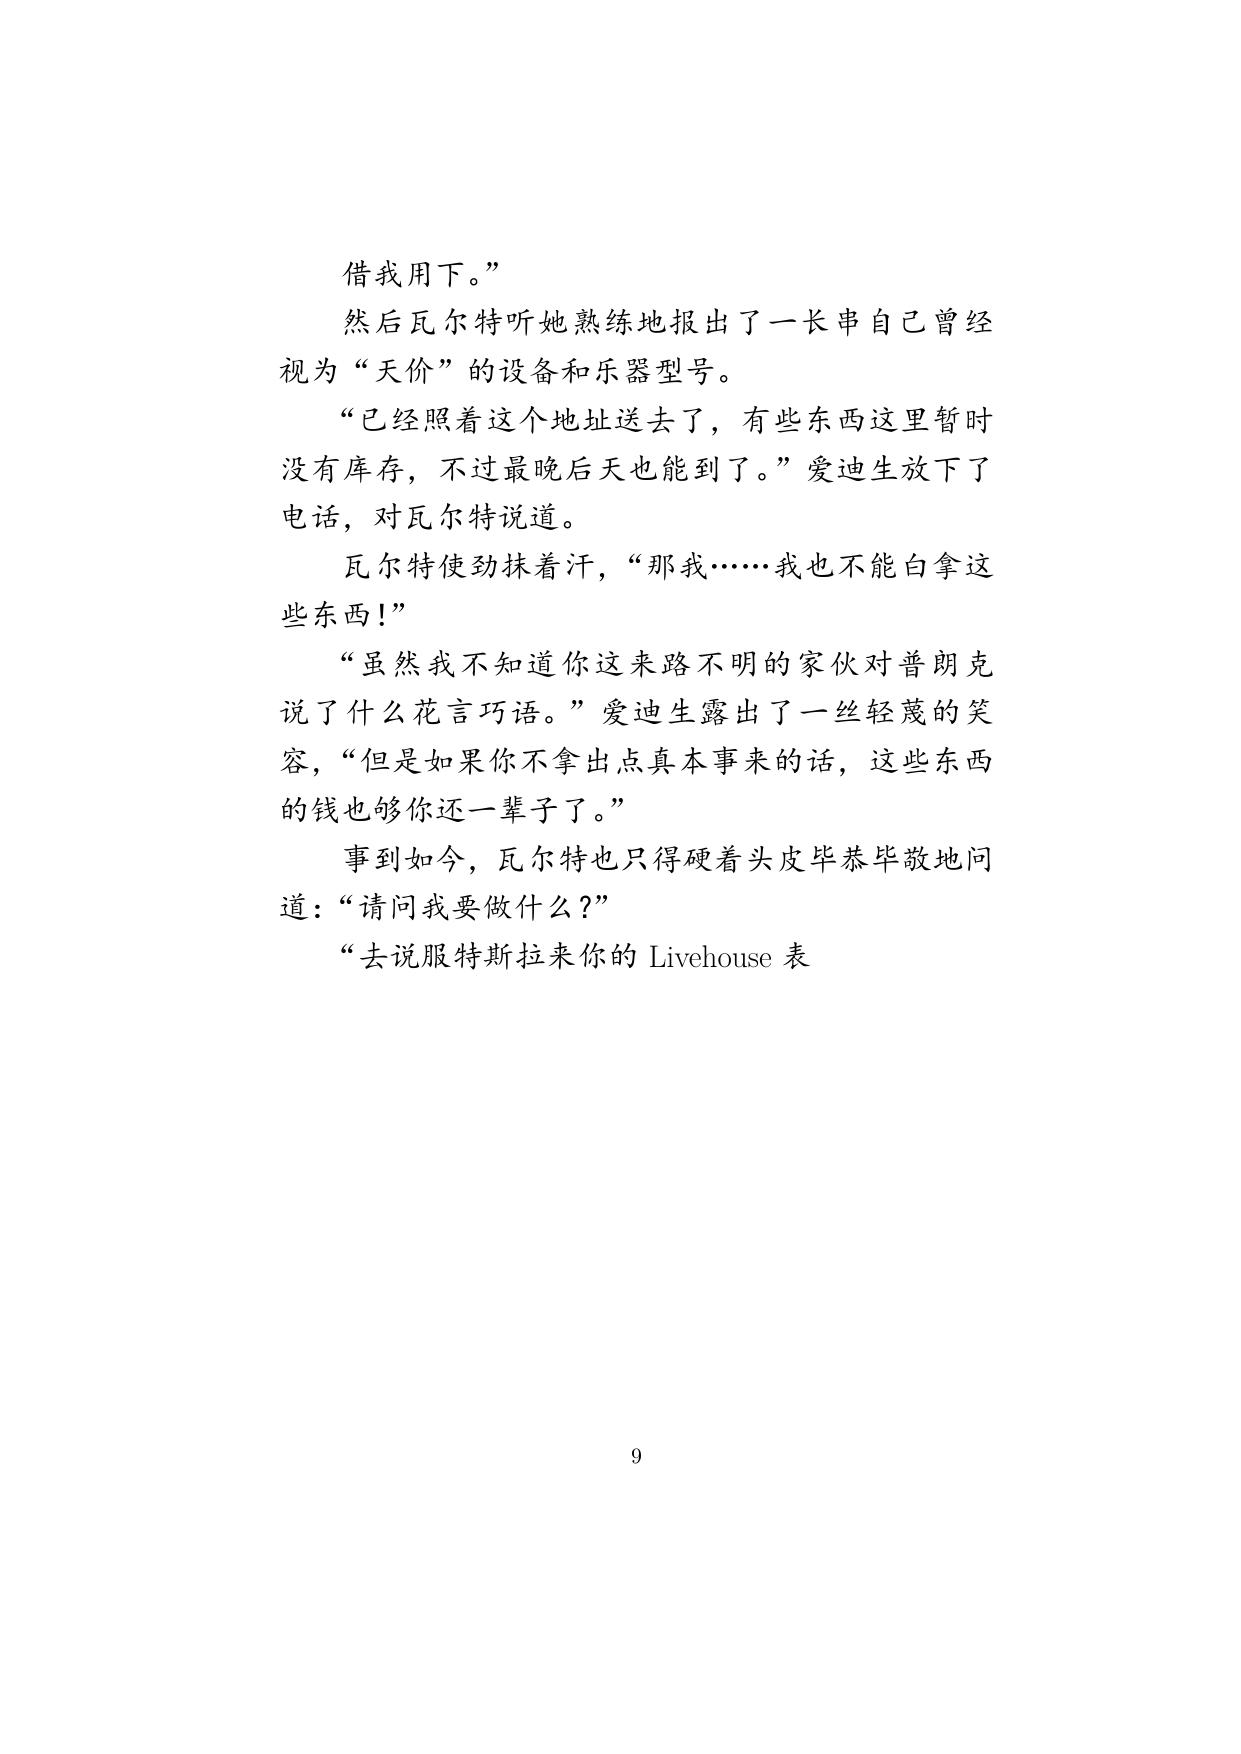 借我用下。”
然后瓦尔特听她熟练地报出了一长串自己曾经
视为“天价”的设备和乐器型号。
“已经照着这个地址送去了，有些东西这里暂时
没有库存，不过最晚后天也能到了。”爱迪生放下了
电话，对瓦尔特说道。
瓦尔特使劲抹着汗，“那我……我也不能白拿这
些东西！”
“虽然我不知道你这来路不明的家伙对普朗克
说了什么花言巧语。”爱迪生露出了一丝轻蔑的笑
容，“但是如果你不拿出点真本事来的话，这些东西
的钱也够你还一辈子了。”
事到如今，瓦尔特也只得硬着头皮毕恭毕敬地问
道：“请问我要做什么？”
“去说服特斯拉来你的 Livehouse 表
9